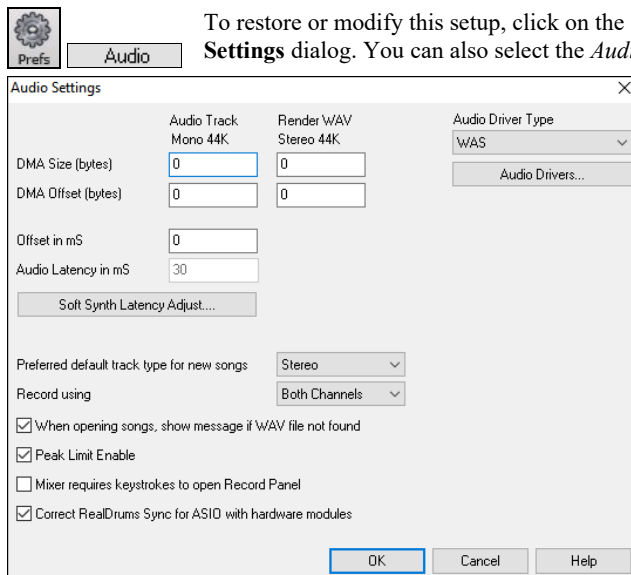 To restore or modify this setup, click on the
Prefs Audio Settings dialog. You can also select the
Audio Settings
Audio Track Render WAV Audio Driver Type
Mono 44K Stereo 44K WAS
DMA Size (bytes) 0 0
Audio Drivers...
DMA Offset (bytes) 0 0
Offset in mS 0
Audio Latency in mS 30
Soft Synth Latency Adjust....
Preferred default track type for new songs Stereo
Record using Both Channels
When opening songs, show message if WAV file not found
Peak Limit Enable
Mixer requires keystrokes to open Record Panel
Correct RealDrums Sync for ASIO with hardware modules
OK Cancel Help